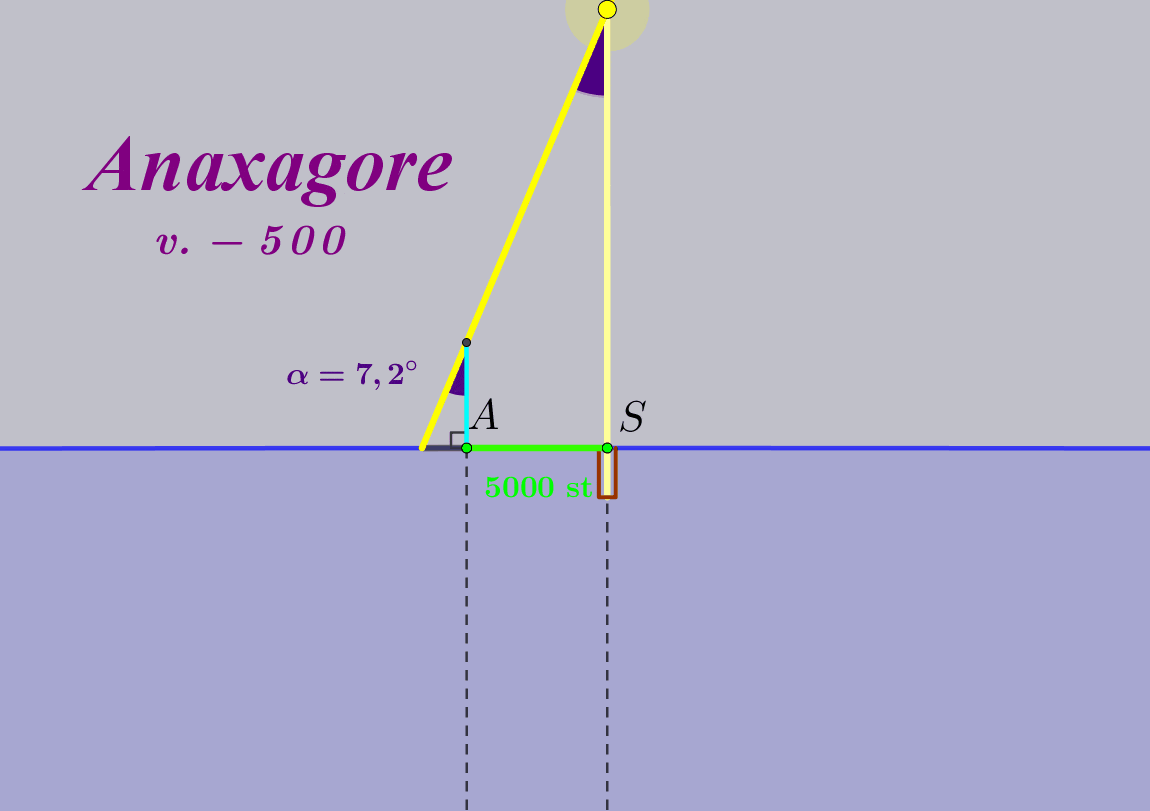 Anaxagore
v. – 500
α = 7, 2°
A
S
5000 st